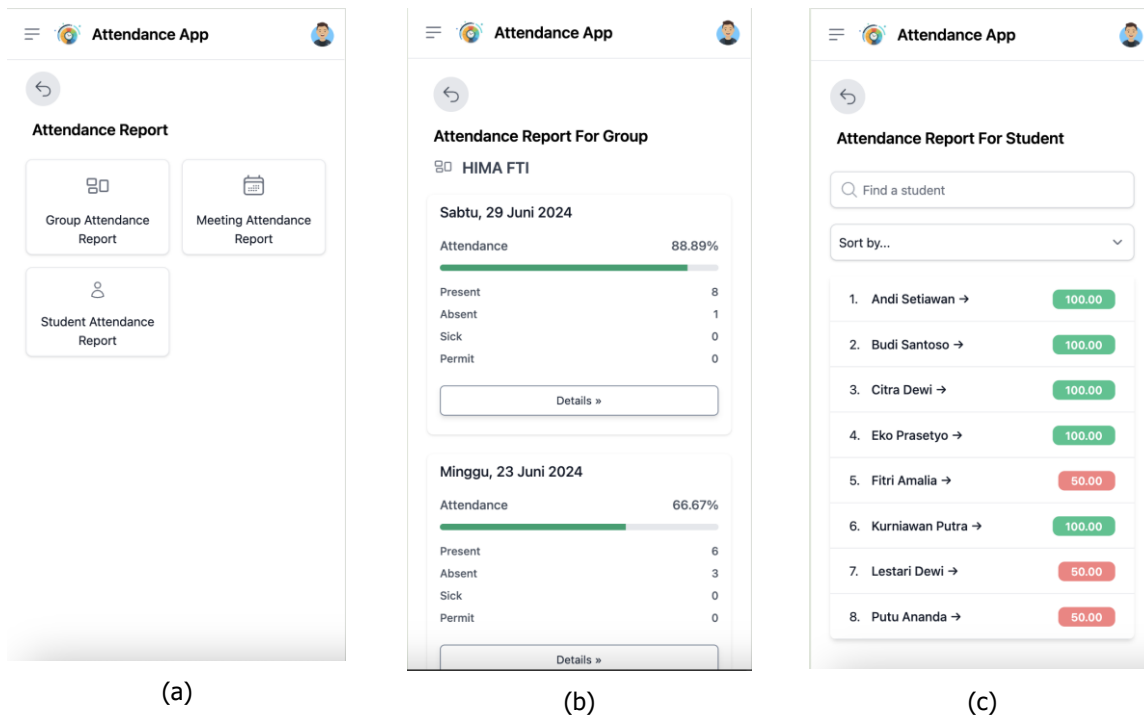 Attendance App
Attendance Report
Group Attendance
Report
Meeting Attendance
Report
Student Attendance
Report
(a)
Attendance App
Attendance Report For Group
HIMA FTI
Sabtu, 29 Juni 2024
Attendance 88.89%
Present 8
Absent 1
Sick 0
Permit 0
Details »
Minggu, 23 Juni 2024
Attendance 66.67%
Present 6
Absent 3
Sick 0
Permit 0
Details »
(b)
Attendance App
Attendance Report For Student
Find a student
Sort by...
1. Andi Setiawan → 100.00
2. Budi Santoso → 100.00
3. Citra Dewi → 100.00
4. Eko Prasetyo → 100.00
5. Fitri Amalia → 50.00
6. Kurniawan Putra → 100.00
7. Lestari Dewi → 50.00
8. Putu Ananda → 50.00
(c)